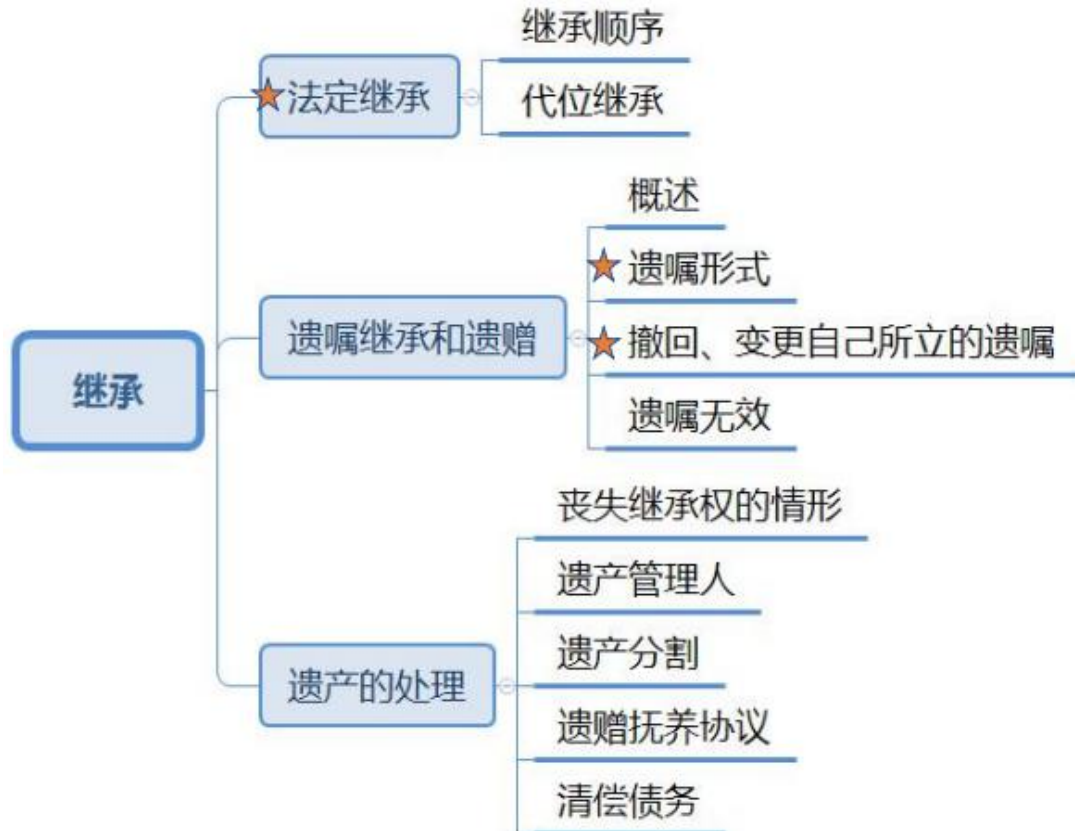 继承
法定继承
继承顺序
代位继承
遗嘱继承和遗赠
概述
遗嘱形式
撤回、变更自己所立的遗嘱
遗嘱无效
遗产的处理
丧失继承权的情形
遗产管理人
遗产分割
遗赠抚养协议
清偿债务